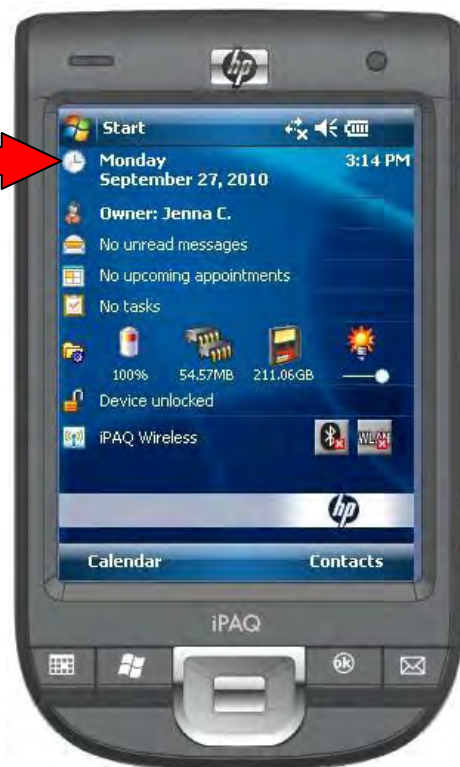 hp
Start
Monday 3:14 PM
September 27, 2010
Owner: Jenna C.
No unread messages
No upcoming appointments
No tasks
100% 54.57MB 211.06GB
Device unlocked
iPAQ Wireless WLAN
hp
Calendar Contacts
iPAQ
ok